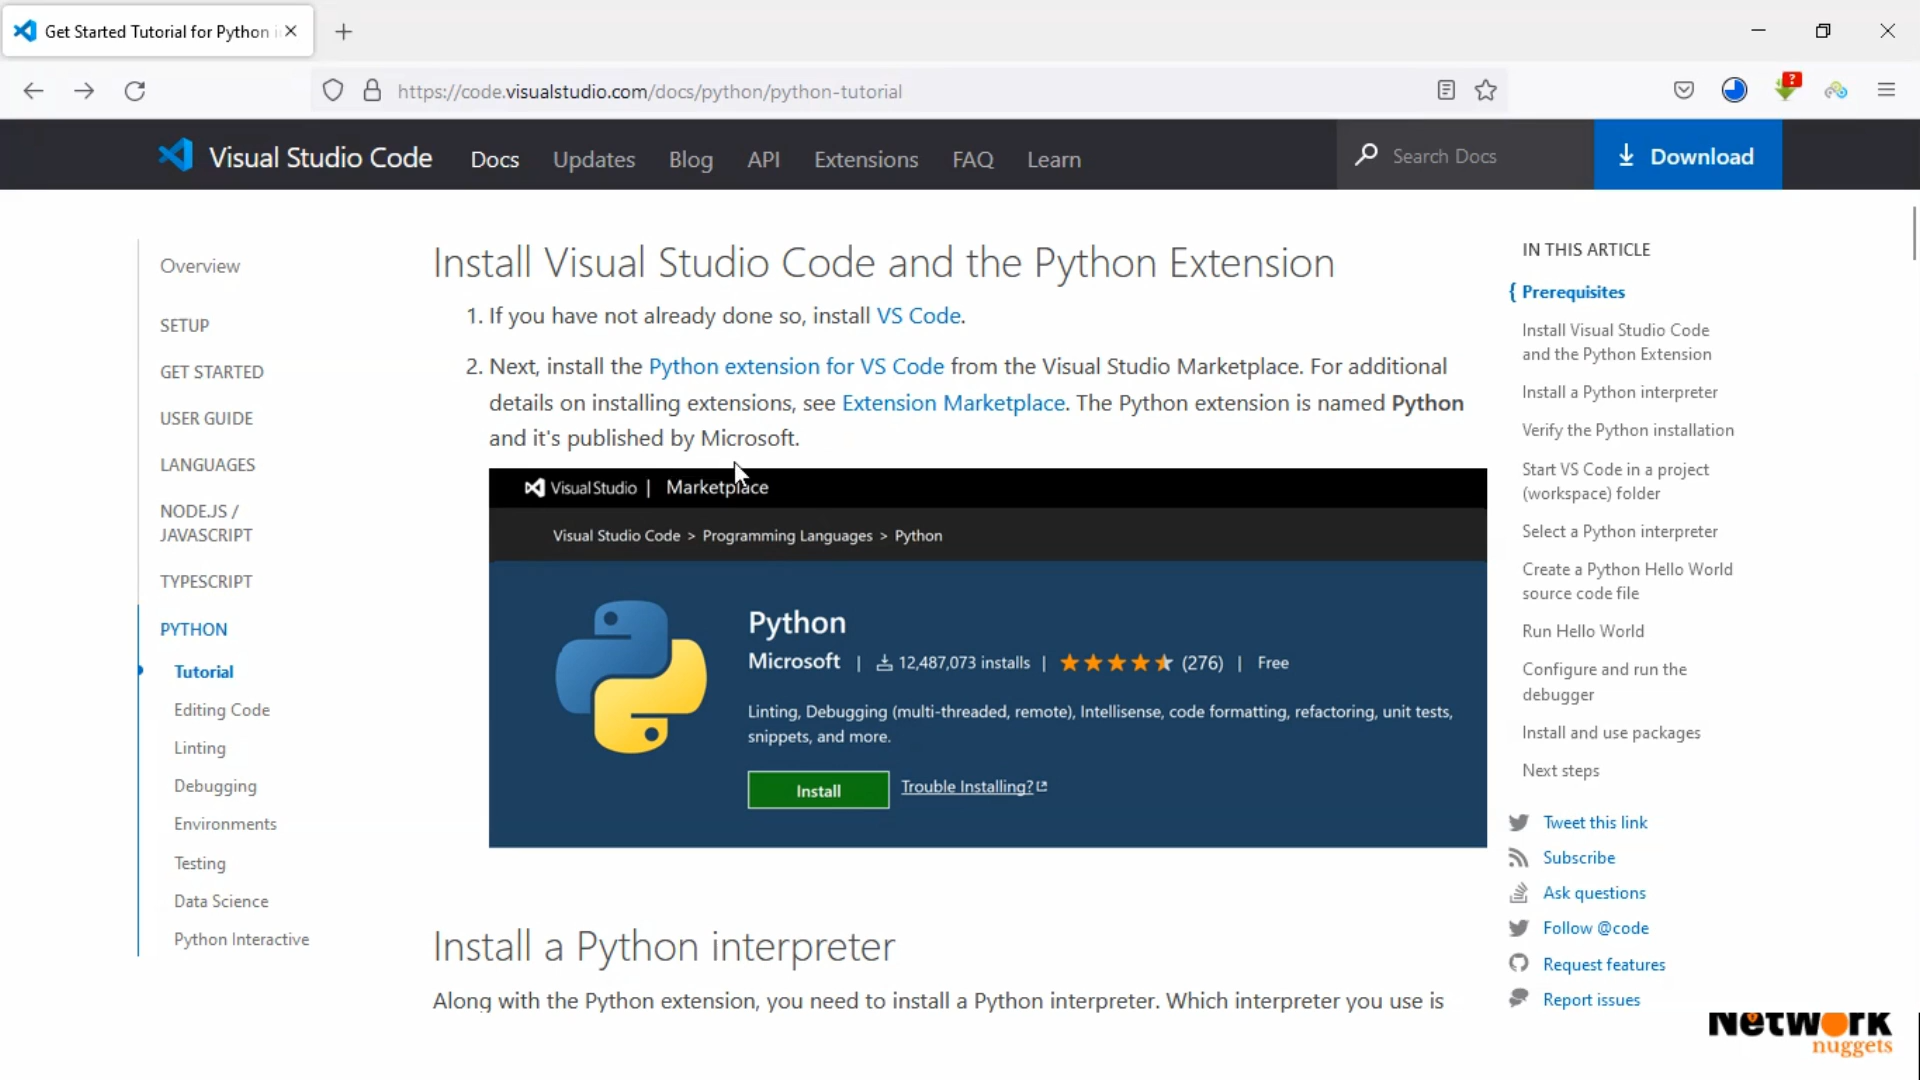 Get Started Tutorial for Python i
https://code.visualstudio.com/docs/python/python-tutorial
?
Visual Studio Code Docs Updates Blog API Extensions FAQ Learn Search Docs Download
Overview
SETUP
GET STARTED
USER GUIDE
LANGUAGES
NODE.JS /
JAVASCRIPT
TYPESCRIPT
PYTHON
Tutorial
Editing Code
Linting
Debugging
Environments
Testing
Data Science
Python Interactive
Install Visual Studio Code and the Python Extension
1. If you have not already done so, install VS Code.
2. Next, install the Python extension for VS Code from the Visual Studio Marketplace. For additional
details on installing extensions, see Extension Marketplace. The Python extension is named Python
and it's published by Microsoft.
Visual Studio | Marketplace
Visual Studio Code > Programming Languages > Python
Python
Microsoft | 12,487,073 installs | (276) | Free
Linting, Debugging (multi-threaded, remote), Intellisense, code formatting, refactoring, unit tests,
snippets, and more.
Install Trouble Installing?
Install a Python interpreter
Along with the Python extension, you need to install a Python interpreter. Which interpreter you use is
IN THIS ARTICLE
{ Prerequisites
Install Visual Studio Code
and the Python Extension
Install a Python interpreter
Verify the Python installation
Start VS Code in a project
(workspace) folder
Select a Python interpreter
Create a Python Hello World
source code file
Run Hello World
Configure and run the
debugger
Install and use packages
Next steps
Tweet this link
Subscribe
Ask questions
Follow @code
Request features
Report issues
NetwOrk
nuggets